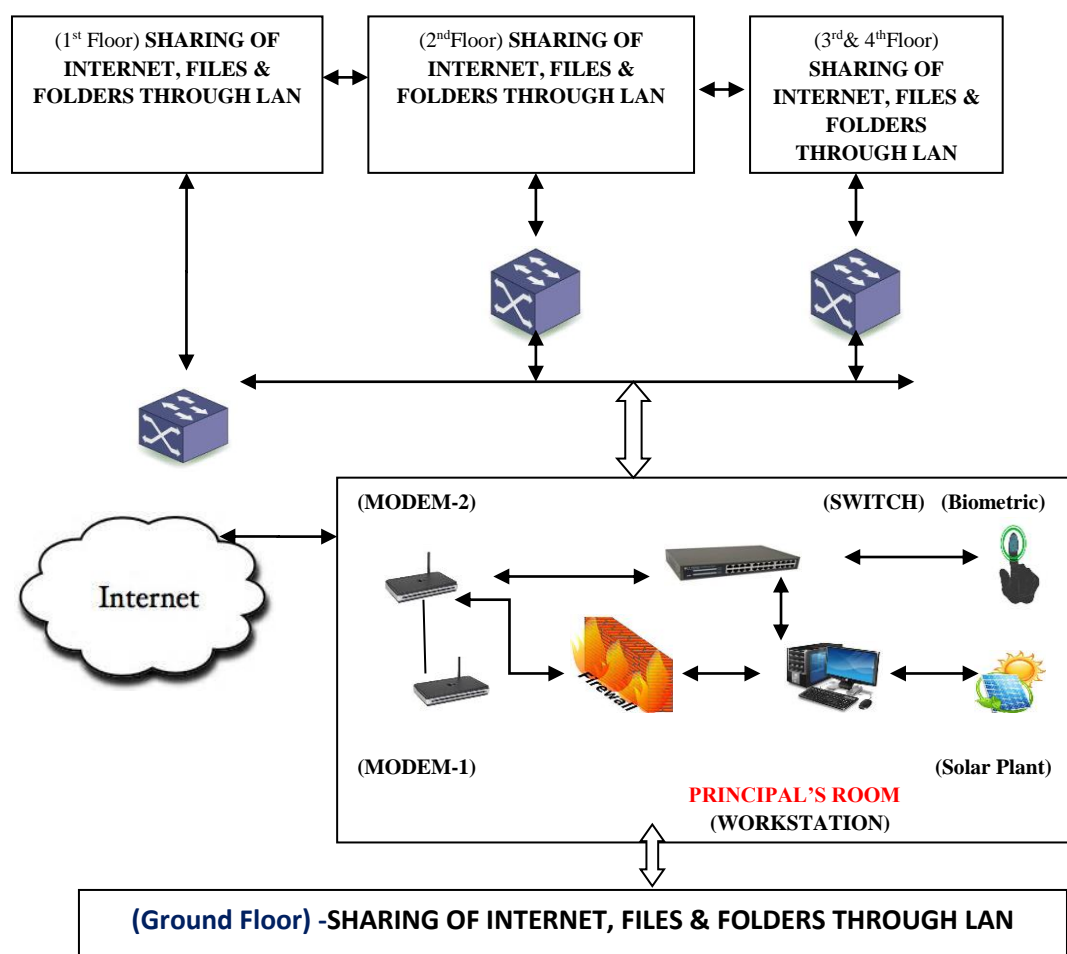 (1st Floor) SHARING OF
INTERNET, FILES &
FOLDERS THROUGH LAN
(2ndFloor) SHARING OF
INTERNET, FILES &
FOLDERS THROUGH LAN
(3rd& 4thFloor)
SHARING OF
INTERNET, FILES &
FOLDERS
THROUGH LAN
(MODEM-2)
(SWITCH)
(Biometric)
Internet
Firewall
(MODEM-1)
(Solar Plant)
PRINCIPAL’S ROOM
(WORKSTATION)
(Ground Floor) -SHARING OF INTERNET, FILES & FOLDERS THROUGH LAN